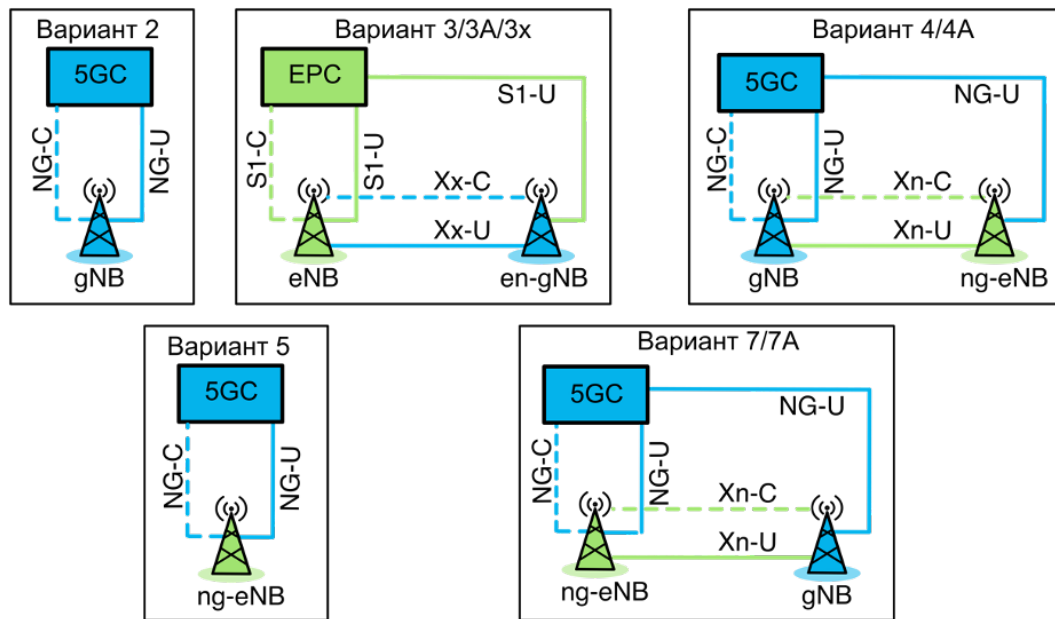 Вариант 2
5GC
NG-C
NG-U
gNB
Вариант 3/3A/3x
EPC
S1-U
S1-C
S1-U
Xx-C
Xx-U
eNB
en-gNB
Вариант 4/4A
5GC
NG-U
NG-C
NG-U
Xn-C
Xn-U
gNB
ng-eNB
Вариант 5
5GC
NG-C
NG-U
ng-eNB
Вариант 7/7A
5GC
NG-U
NG-C
NG-U
Xn-C
Xn-U
ng-eNB
gNB